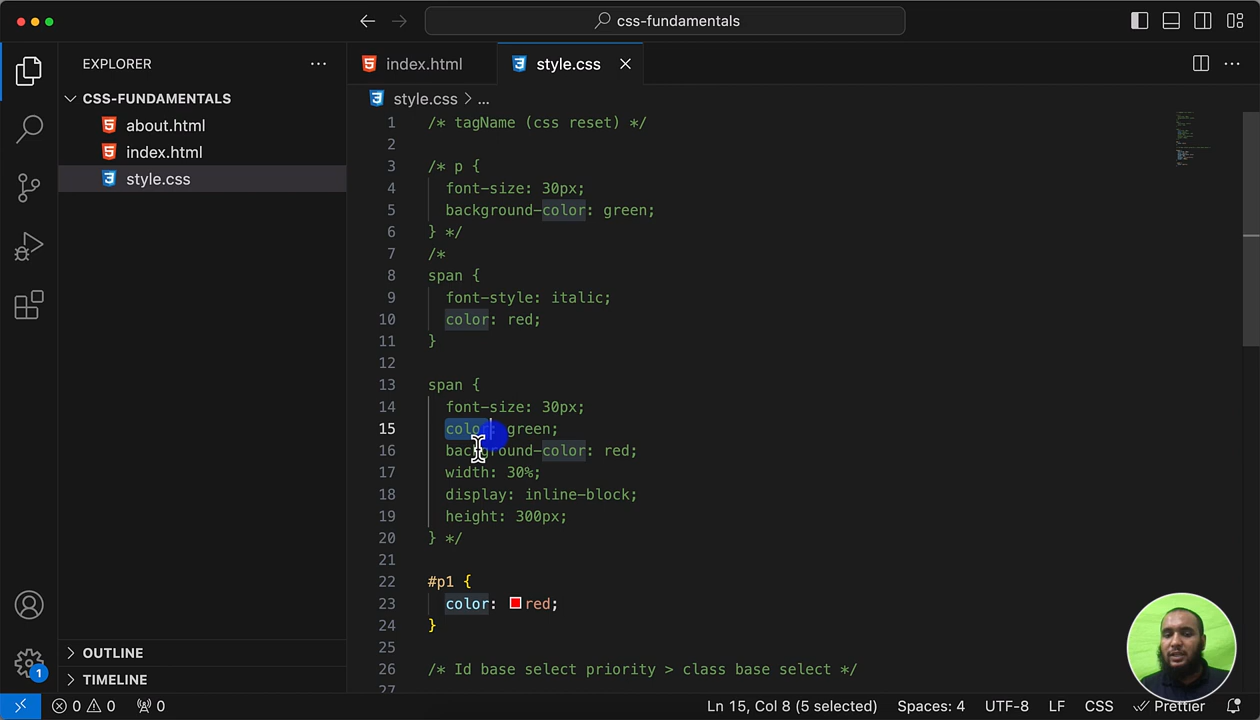 css-fundamentals
EXPLORER
CSS-FUNDAMENTALS
about.html
index.html
style.css
OUTLINE
TIMELINE
index.html
style.css
style.css > ...
1 /* tagName (css reset) */
2
3 /* p {
4 font-size: 30px;
5 background-color: green;
6 } */
7 /*
8 span {
9 font-style: italic;
10 color: red;
11 }
12
13 span {
14 font-size: 30px;
15 color: green;
16 background-color: red;
17 width: 30%;
18 display: inline-block;
19 height: 300px;
20 } */
21
22 #p1 {
23 color: red;
24 }
25
26 /* Id base select priority > class base select */
27
1
0 0 0 Ln 15, Col 8 (5 selected) Spaces: 4 UTF-8 LF CSS Prettier